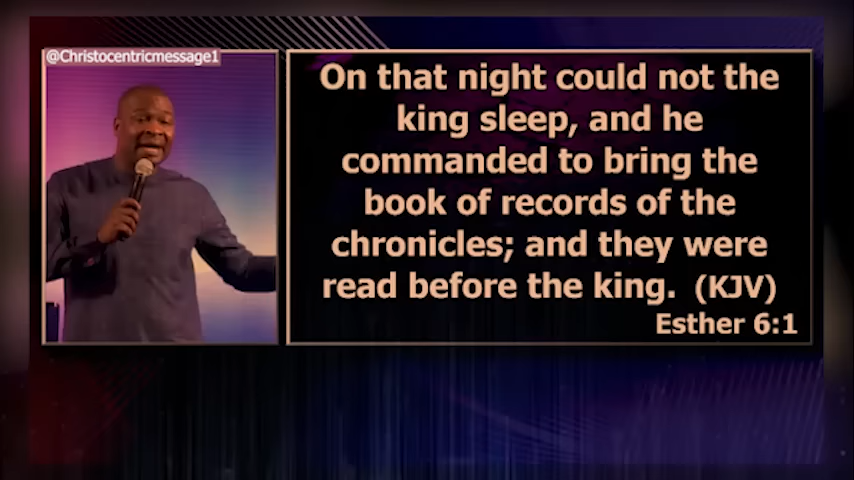 @Christocentricmessage1
On that night could not the
king sleep, and he
commanded to bring the
book of records of the
chronicles; and they were
read before the king. (KJV)
Esther 6:1